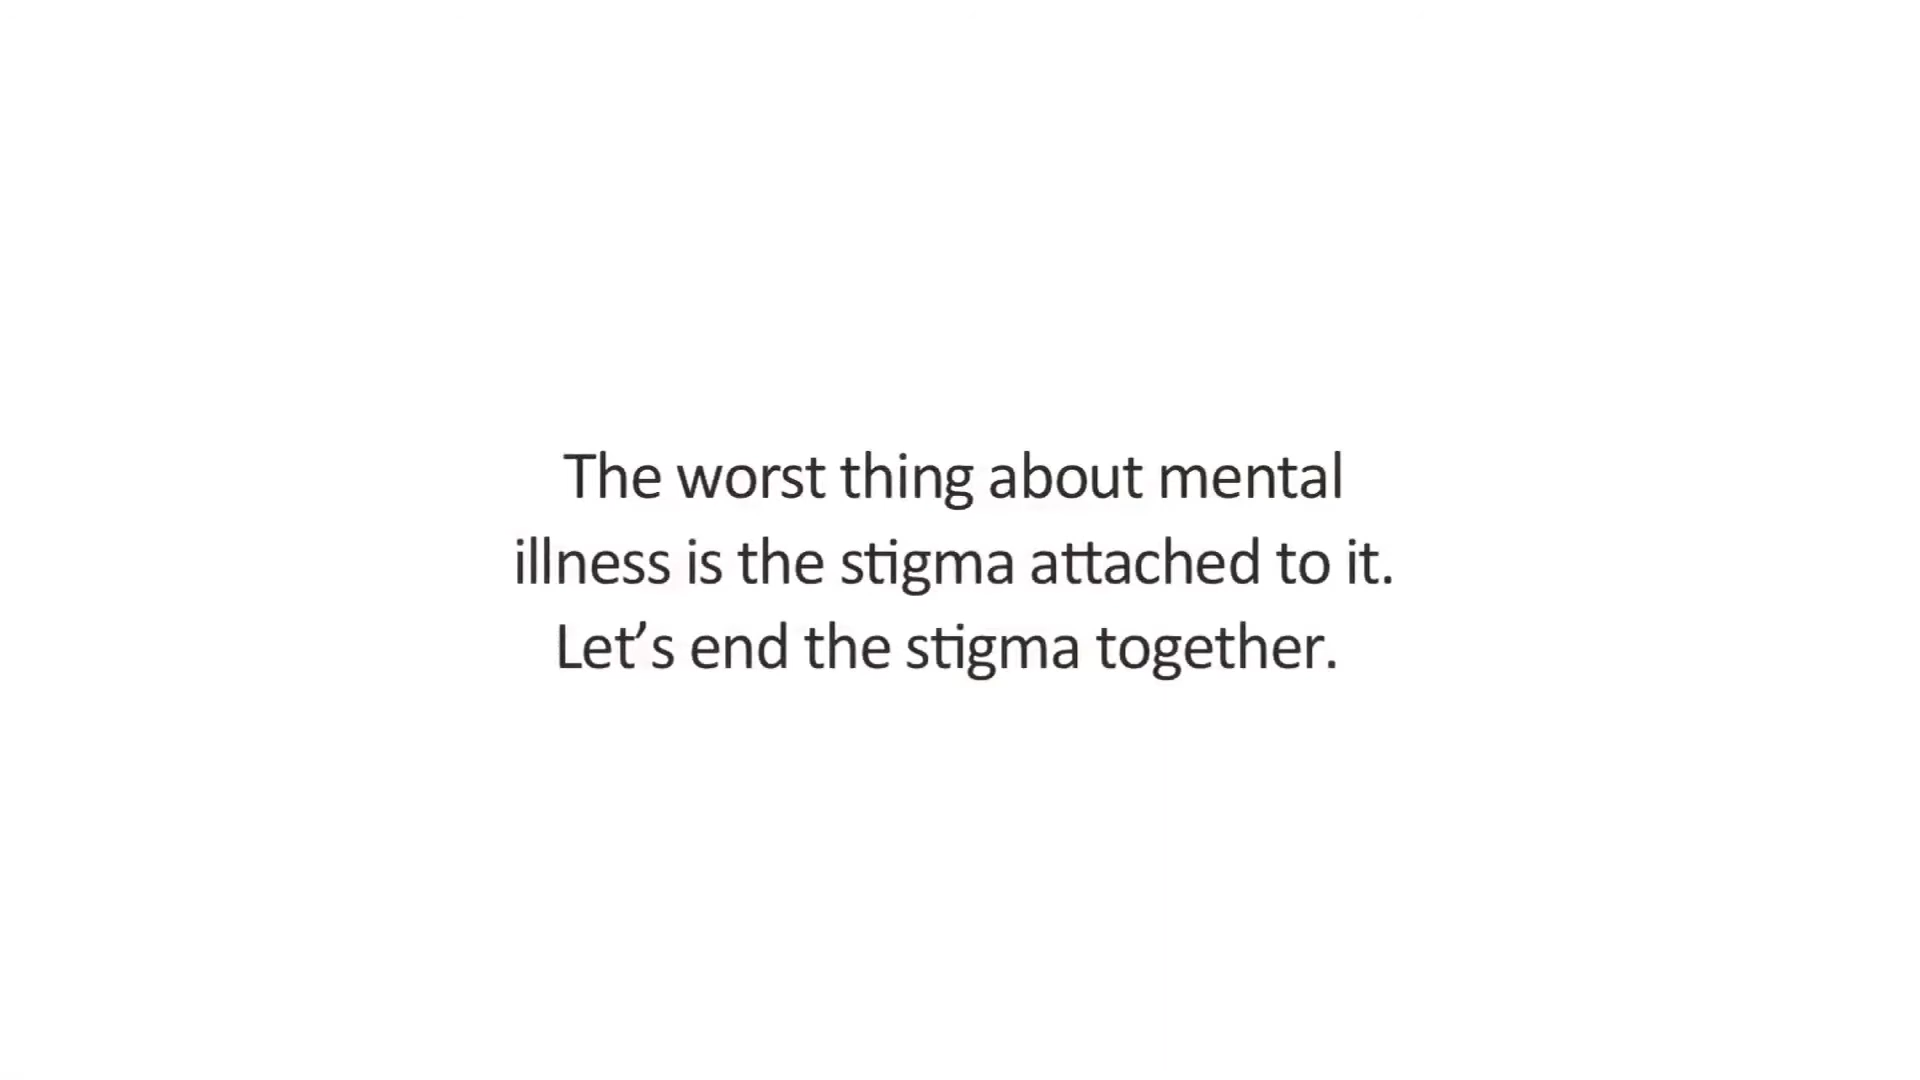 The worst thing about mental
illness is the stigma attached to it.
Let’s end the stigma together.